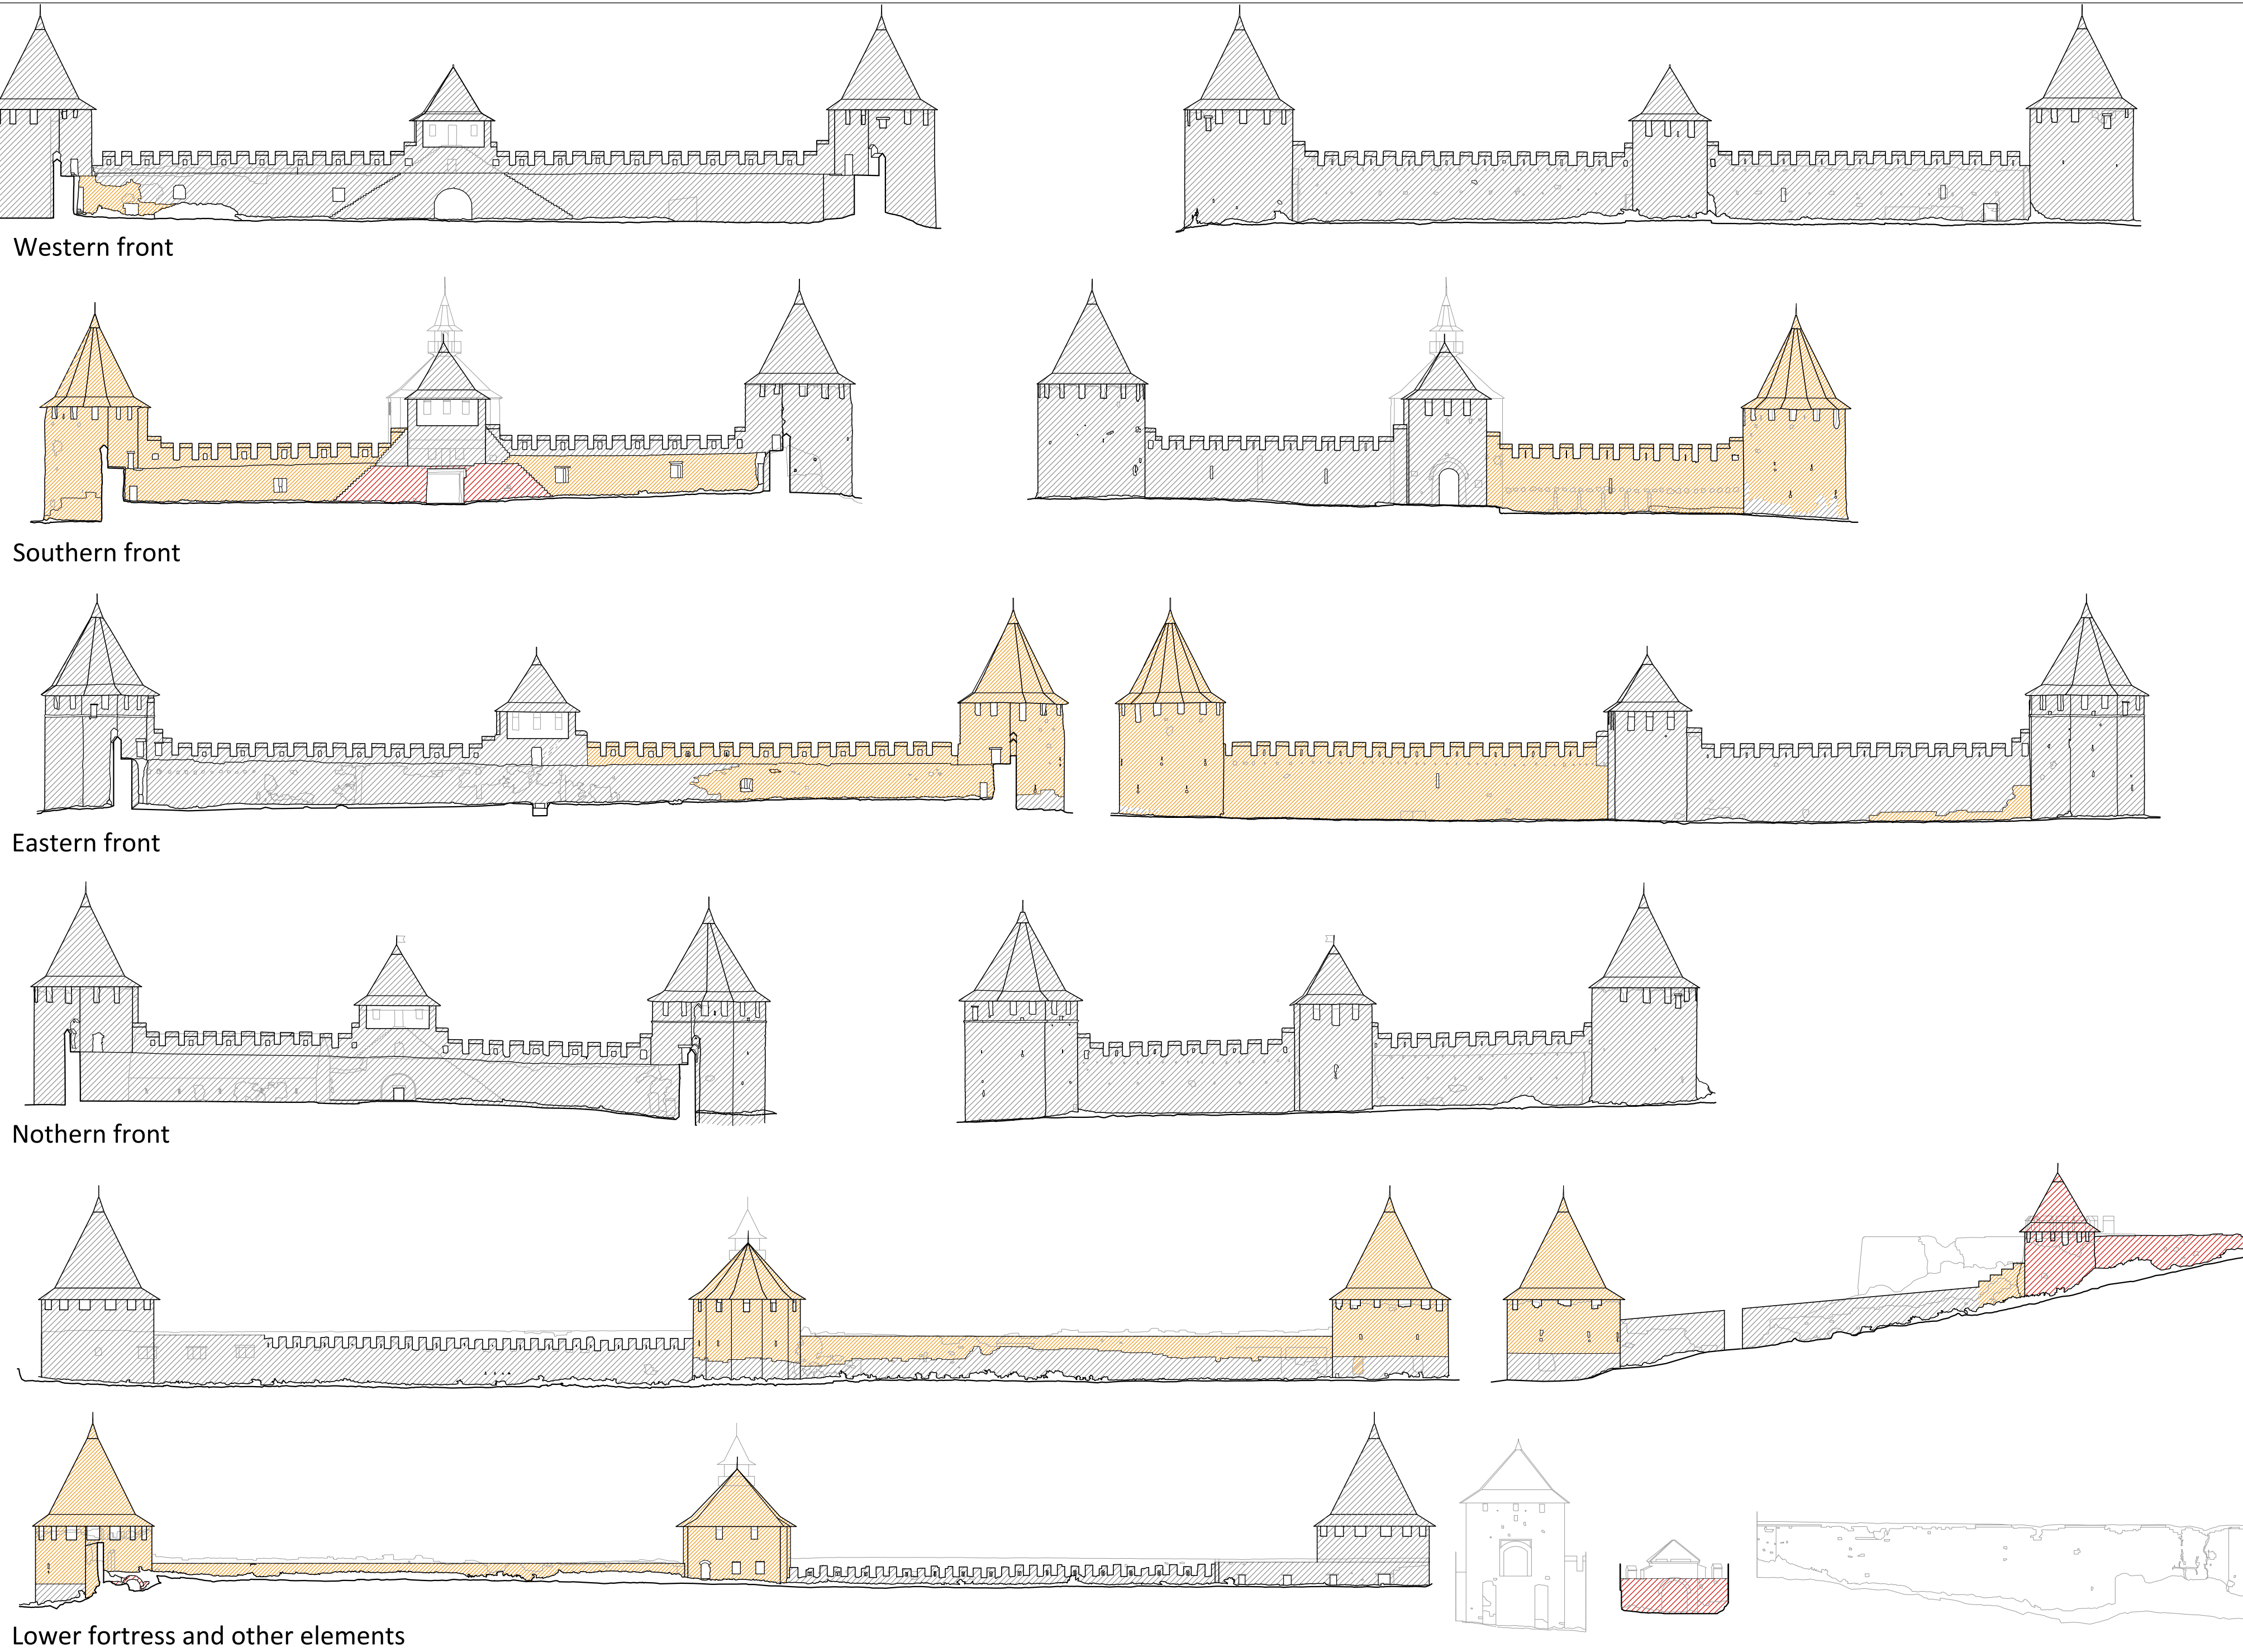 Western front
Southern front
Eastern front
Nothern front
Lower fortress and other elements